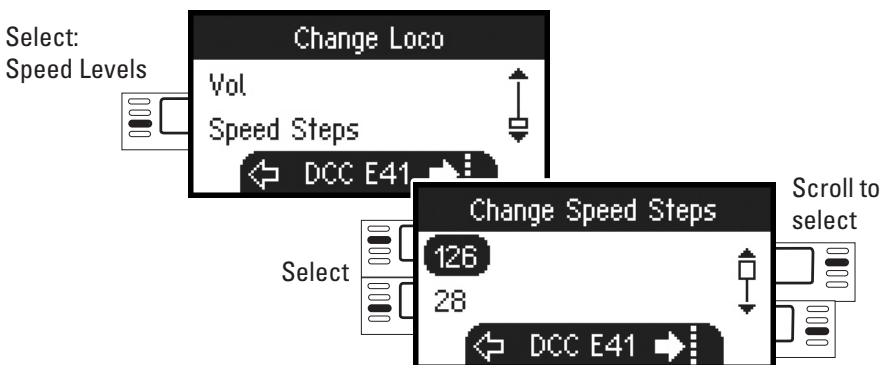 Select:
Speed Levels
Change Loco
Vol
Speed Steps
DCC E41
Change Speed Steps
Scroll to
select
Select
126
28
DCC E41